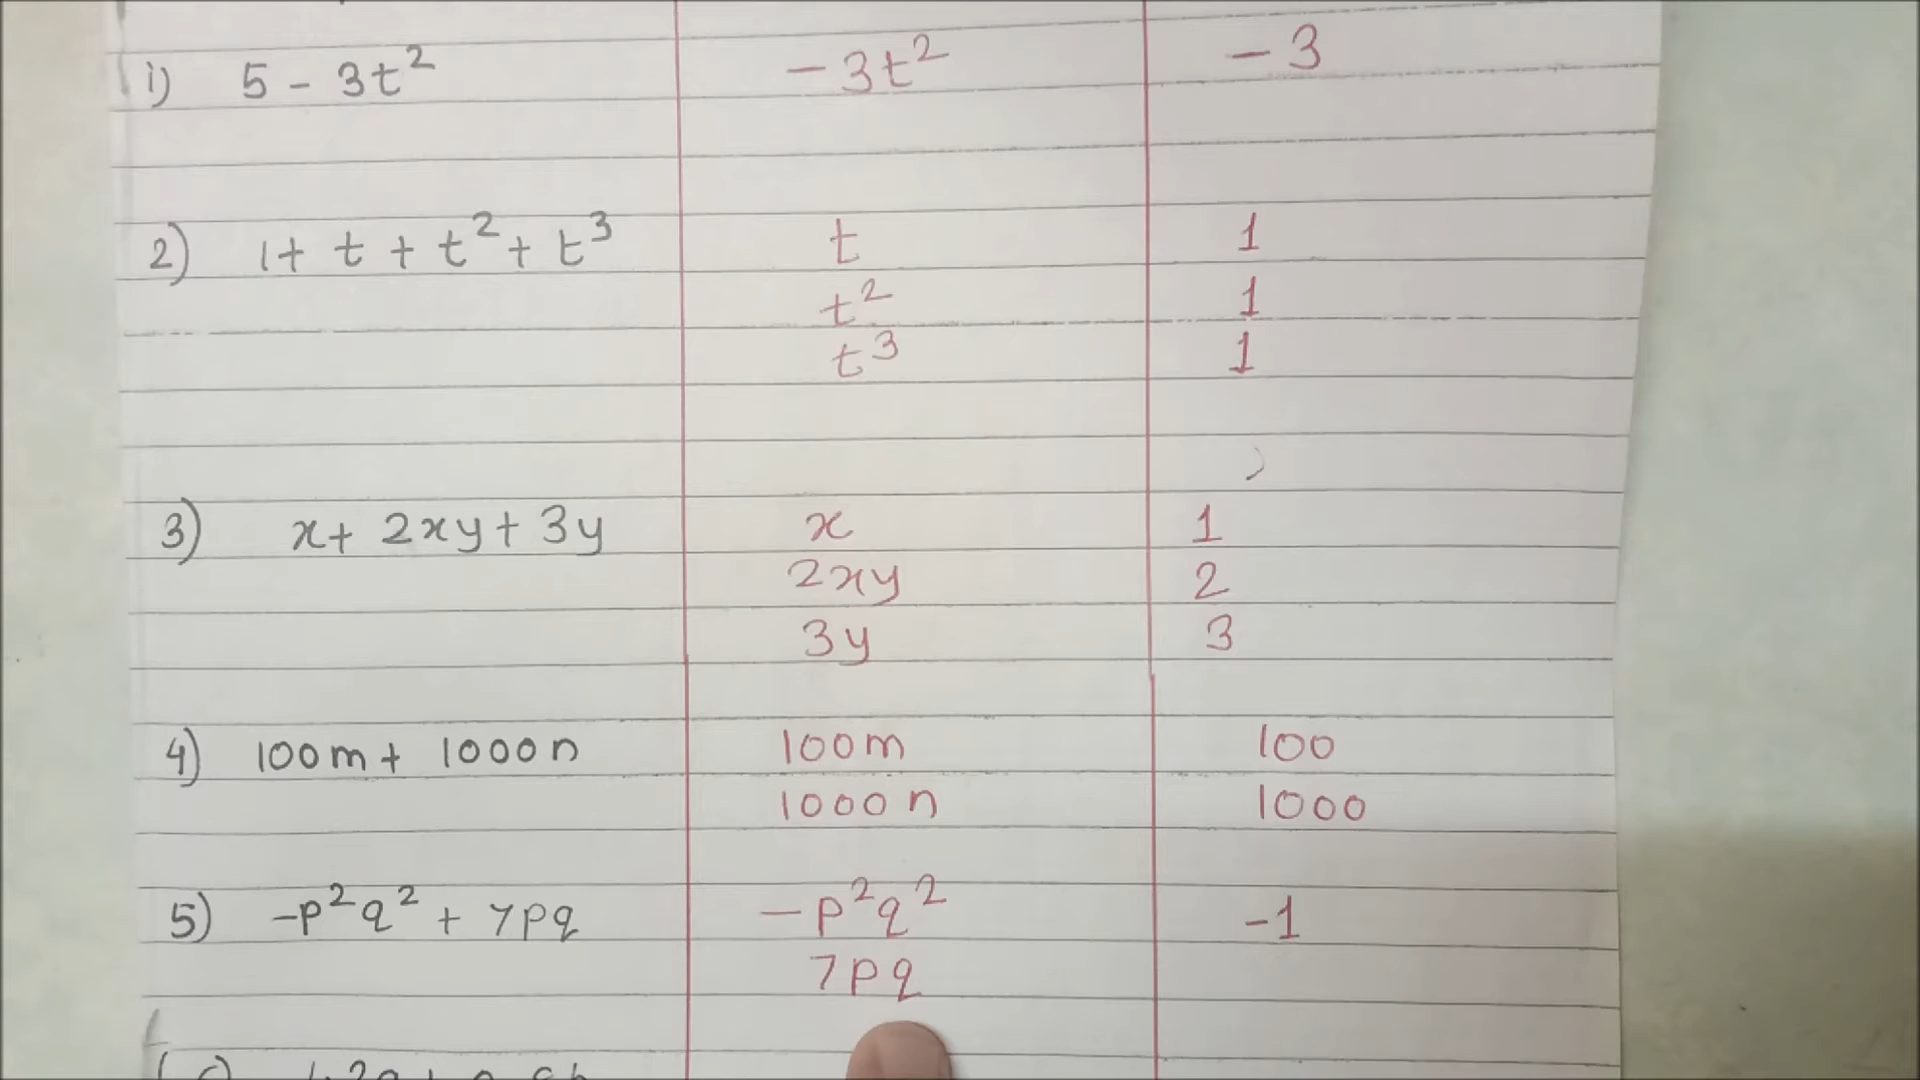 i) 5 - 3t² - 3t² - 3
2) 1 + t + t² + t³ t 1
t² 1
t³ 1
3) x + 2xy + 3y x 1
2xy 2
3y 3
4) 100m + 1000n 100m 100
1000n 1000
5) -p²q² + 7pq -p²q² -1
7pq